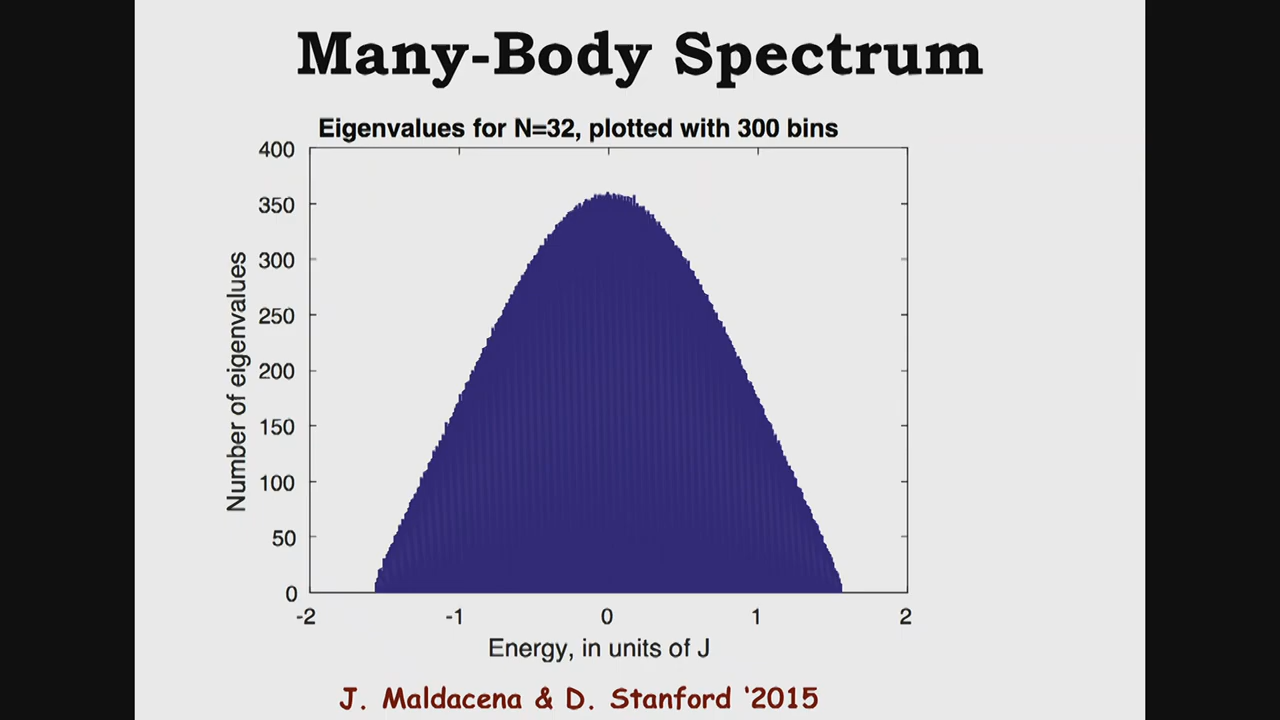 Many-Body Spectrum
Eigenvalues for N=32, plotted with 300 bins
400
350
300
250
200
150
100
50
0
Number of eigenvalues
-2
-1
0
1
2
Energy, in units of J
J. Maldacena & D. Stanford ‘2015